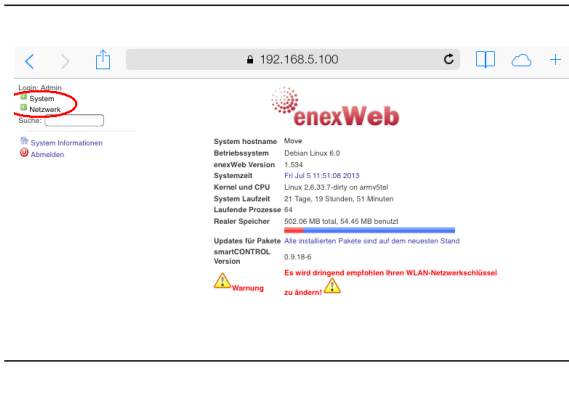 192.168.5.100
Login: Admin
System
Netzwerk
Suche:
System Informationen
Abmelden
enexWeb
System hostname Move
Betriebssystem Debian Linux 6.0
enexWeb Version 1.534
Systemzeit Fri Jul 5 11:51:08 2013
Kernel und CPU Linux 2.6.33.7-dirty on armv5tel
System Laufzeit 21 Tage, 19 Stunden, 51 Minuten
Laufende Prozesse 64
Realer Speicher 502.06 MB total, 54.45 MB benutzt
Updates für Pakete Alle installierten Pakete sind auf dem neuesten Stand
smartCONTROL
Version 0.9.18-6
Warnung
Es wird dringend empfohlen Ihren WLAN-Netzwerkschlüssel
zu ändern!